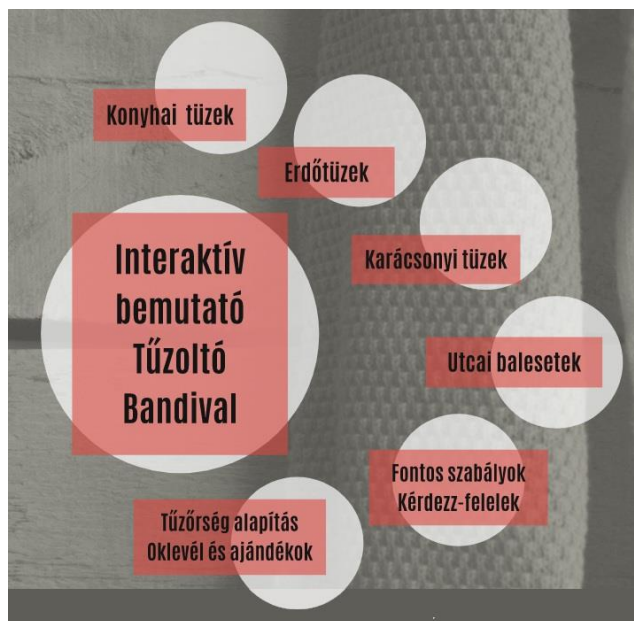 Konyhai tüzek
Erdőtüzek
Karácsonyi tüzek
Interaktív
bemutató
Tűzoltó
Bandival
Utcai balesetek
Fontos szabályok
Kérdezz-felelek
Tűzőrség alapítás
Oklevél és ajándékok